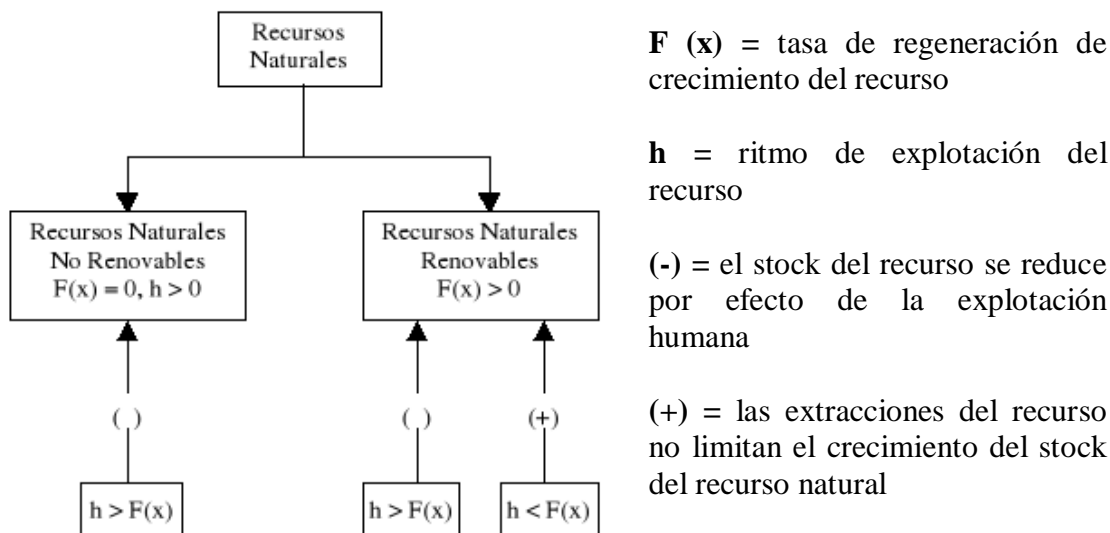 Recursos
Naturales
Recursos Naturales
No Renovables
F(x) = 0, h > 0
Recursos Naturales
Renovables
F(x) > 0
( )
( )
(+)
h > F(x)
h > F(x)
h < F(x)
F (x) = tasa de regeneración de
crecimiento del recurso
h = ritmo de explotación del
recurso
(-) = el stock del recurso se reduce
por efecto de la explotación
humana
(+) = las extracciones del recurso
no limitan el crecimiento del stock
del recurso natural